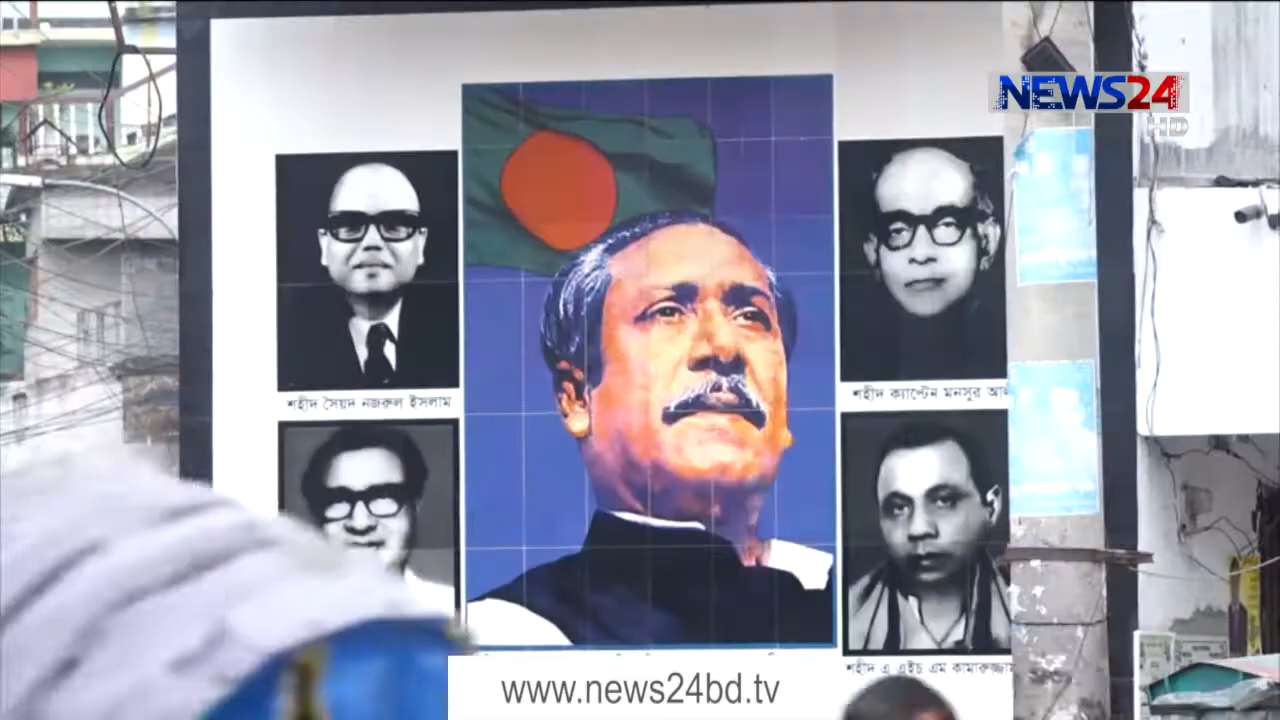 NEWS24
HD
শহীদ সৈয়দ নজরুল ইসলাম
শহীদ ক্যাপ্টেন মনসুর
শহীদ এ এইচ এম
www.news24bd.tv